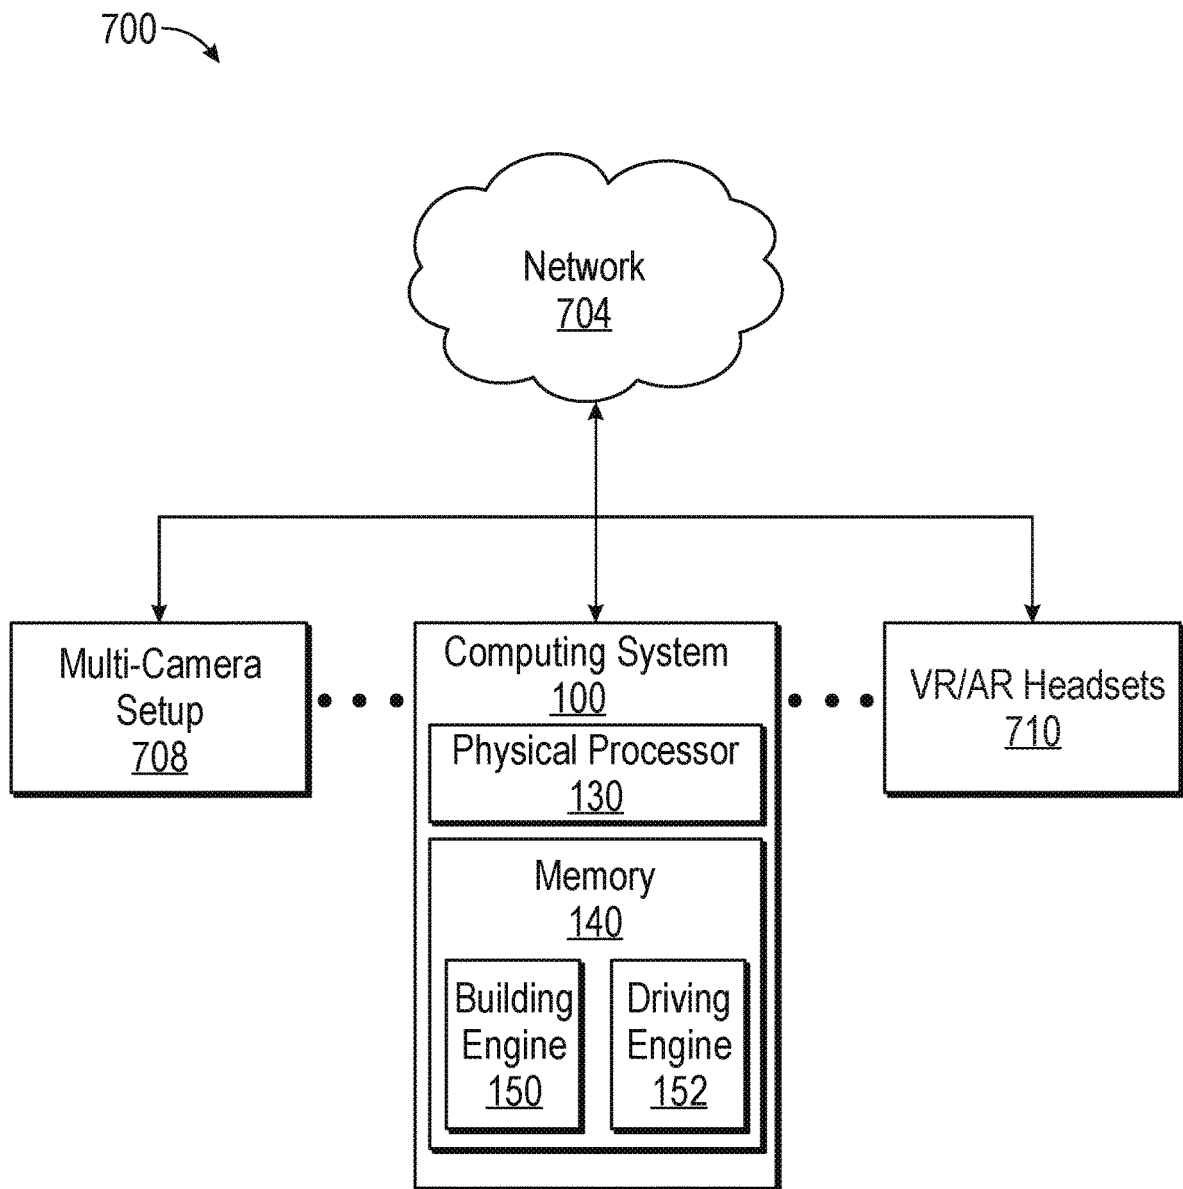 700
Network
704
Multi-Camera
Setup
708
Computing System
100
Physical Processor
130
Memory
140
Building
Engine
150
Driving
Engine
152
VR/AR Headsets
710